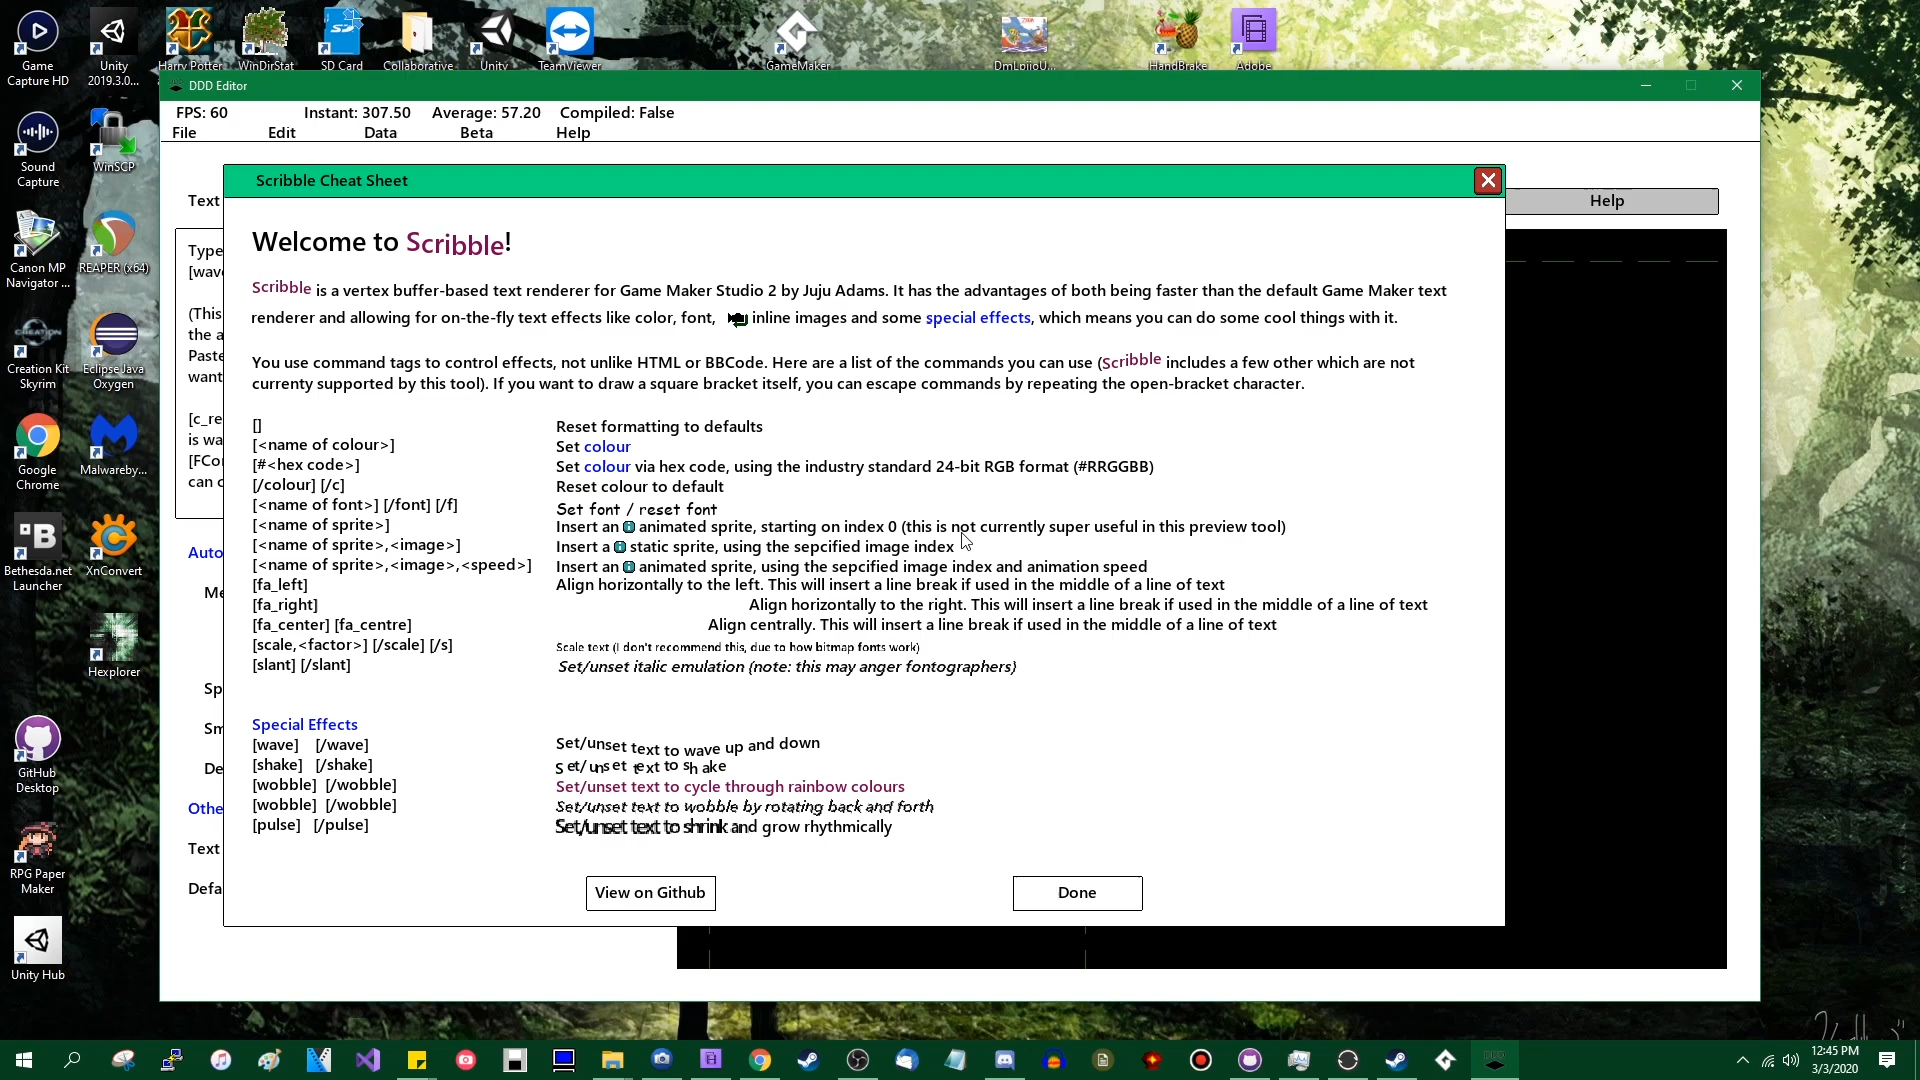 Game Capture HD
Unity 2019.3.0...
Harry Potter
WinDirStat
SD Card
Collaborative
Unity
TeamViewer
GameMaker
DmLpjioU...
HandBrake
Adobe
Sound Capture
WinSCP
Canon MP Navigator ...
REAPER (x64)
Creation Kit Skyrim
Eclipse Java Oxygen
Google Chrome
Malwareby...
Bethesda.net Launcher
XnConvert
Hexplorer
GitHub Desktop
RPG Paper Maker
Unity Hub
DDD Editor
FPS: 60 Instant: 307.50 Average: 57.20 Compiled: False
File Edit Data Beta Help
Text
Help
Type
[wave
(This
the a
Paste
want
[c_re
is wa
[FCor
can c
Auto
Me
Sp
Sm
De
Othe
Text
Defa
Scribble Cheat Sheet
Welcome to Scribble!
Scribble is a vertex buffer-based text renderer for Game Maker Studio 2 by Juju Adams. It has the advantages of both being faster than the default Game Maker text
renderer and allowing for on-the-fly text effects like color, font, inline images and some special effects, which means you can do some cool things with it.
You use command tags to control effects, not unlike HTML or BBCode. Here are a list of the commands you can use (Scribble includes a few other which are not
currenty supported by this tool). If you want to draw a square bracket itself, you can escape commands by repeating the open-bracket character.
[] Reset formatting to defaults
[<name of colour>] Set colour
[#<hex code>] Set colour via hex code, using the industry standard 24-bit RGB format (#RRGGBB)
[/colour] [/c] Reset colour to default
[<name of font>] [/font] [/f] Set font / reset font
[<name of sprite>] Insert an animated sprite, starting on index 0 (this is not currently super useful in this preview tool)
[<name of sprite>,<image>] Insert a static sprite, using the sepcified image index
[<name of sprite>,<image>,<speed>] Insert an animated sprite, using the sepcified image index and animation speed
[fa_left] Align horizontally to the left. This will insert a line break if used in the middle of a line of text
[fa_right] Align horizontally to the right. This will insert a line break if used in the middle of a line of text
[fa_center] [fa_centre] Align centrally. This will insert a line break if used in the middle of a line of text
[scale,<factor>] [/scale] [/s] Scale text (I don't recommend this, due to how bitmap fonts work)
[slant] [/slant] Set/unset italic emulation (note: this may anger fontographers)
Special Effects
[wave] [/wave] Set/unset text to wave up and down
[shake] [/shake] Set/unset text to shake
[wobble] [/wobble] Set/unset text to cycle through rainbow colours
[wobble] [/wobble] Set/unset text to wobble by rotating back and forth
[pulse] [/pulse] Set/unset text to shrink and grow rhythmically
View on Github
Done
12:45 PM
3/3/2020